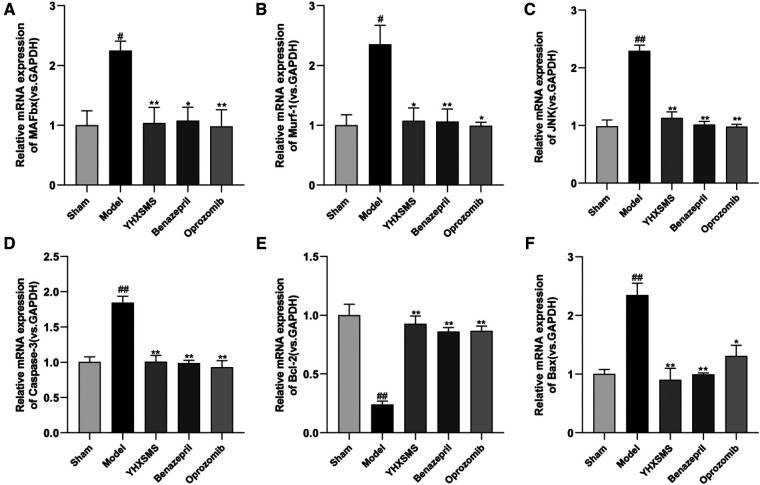 A
Relative mRNA expression
of MAFbx(vs.GAPDH)
3
2
1
0
#
**
*
**
Sham
Model
YHXSMS
Benazepril
Oprozomib
B
Relative mRNA expression
of Murf-1(vs.GAPDH)
3
2
1
0
#
*
**
*
Sham
Model
YHXSMS
Benazepril
Oprozomib
C
Relative mRNA expression
of JNK(vs.GAPDH)
3
2
1
0
##
**
**
**
Sham
Model
YHXSMS
Benazepril
Oprozomib
D
Relative mRNA expression
of Caspase-3(vs.GAPDH)
2.5
2.0
1.5
1.0
0.5
0.0
##
**
**
**
Sham
Model
YHXSMS
Benazepril
Oprozomib
E
Relative mRNA expression
of Bcl-2(vs.GAPDH)
1.5
1.0
0.5
0.0
##
**
**
**
Sham
Model
YHXSMS
Benazepril
Oprozomib
F
Relative mRNA expression
of Bax(vs.GAPDH)
3
2
1
0
##
**
**
*
Sham
Model
YHXSMS
Benazepril
Oprozomib